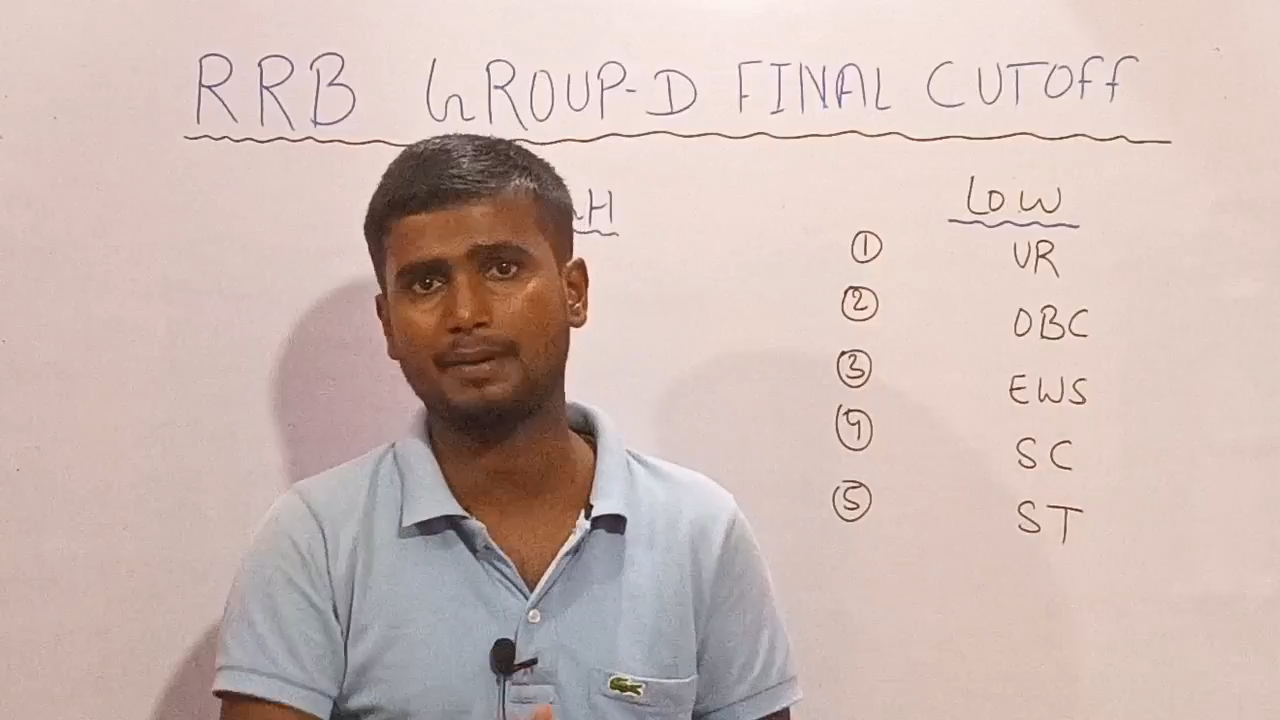 RRB GROUP-D FINAL CUTOFF
LOW
① UR
② OBC
③ EWS
④ SC
⑤ ST